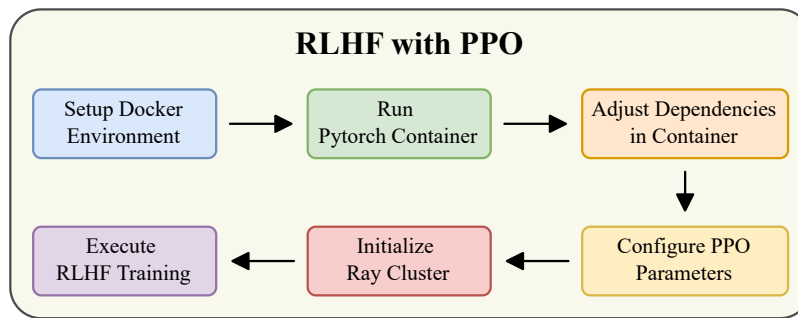 RLHF with PPO
Setup Docker
Environment
Run
Pytorch Container
Adjust Dependencies
in Container
Configure PPO
Parameters
Initialize
Ray Cluster
Execute
RLHF Training